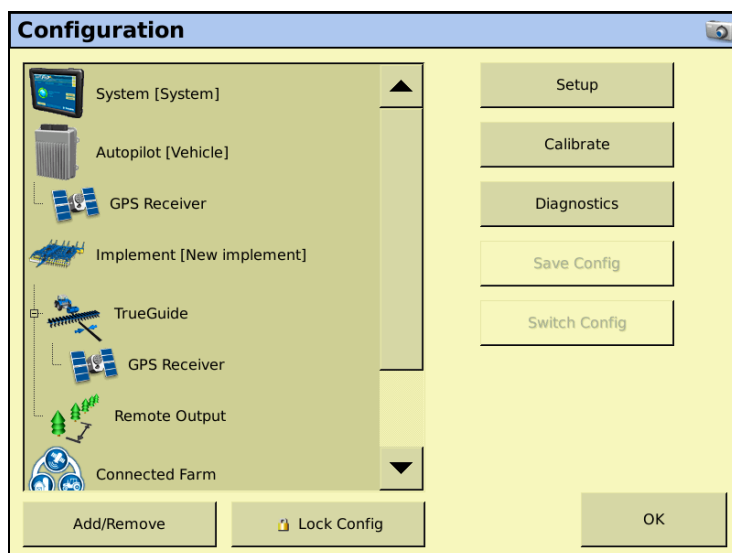 Configuration
System [System]
Autopilot [Vehicle]
GPS Receiver
Implement [New implement]
TrueGuide
GPS Receiver
Remote Output
Connected Farm
Add/Remove
Lock Config
Setup
Calibrate
Diagnostics
Save Config
Switch Config
OK